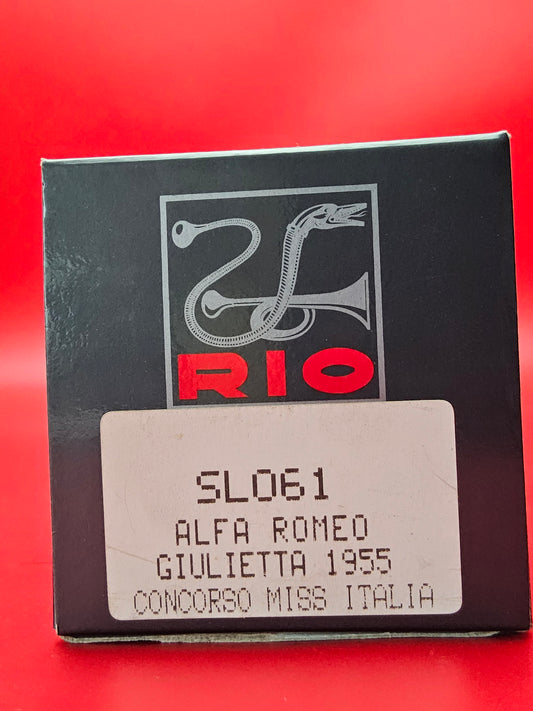 RIO
SL061
ALFA ROMEO
GIULIETTA 1955
CONCORSO MISS ITALIA